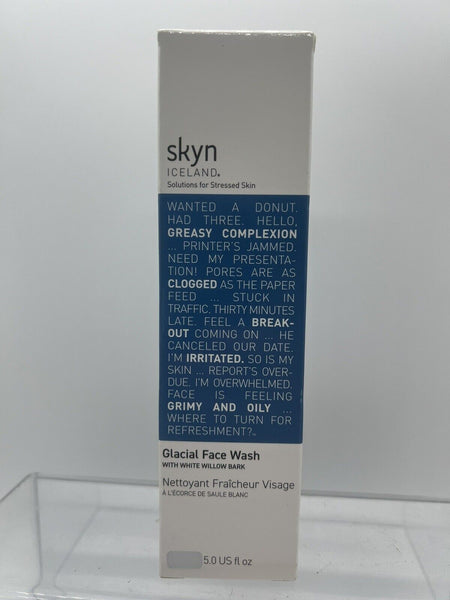 skyn
ICELAND®
Solutions for Stressed Skin
WANTED A DONUT.
HAD THREE. HELLO,
GREASY COMPLEXION
... PRINTER'S JAMMED.
NEED MY PRESENTA-
TION! PORES ARE AS
CLOGGED AS THE PAPER
FEED ... STUCK IN
TRAFFIC. THIRTY MINUTES
LATE. FEEL A BREAK-
OUT COMING ON ... HE
CANCELED OUR DATE.
I'M IRRITATED. SO IS MY
SKIN ... REPORT'S OVER-
DUE. I'M OVERWHELMED.
FACE IS FEELING
GRIMY AND OILY ...
WHERE TO TURN FOR
REFRESHMENT?™
Glacial Face Wash
WITH WHITE WILLOW BARK
Nettoyant Fraîcheur Visage
À L'ÉCORCE DE SAULE BLANC
5.0 US fl oz